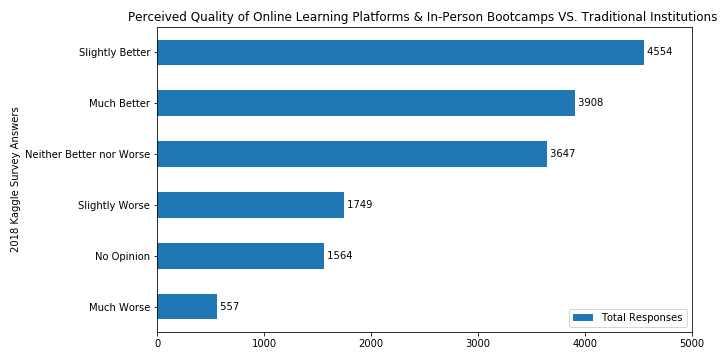 Perceived Quality of Online Learning Platforms & In-Person Bootcamps VS. Traditional Institutions
2018 Kaggle Survey Answers
Slightly Better 4554
Much Better 3908
Neither Better nor Worse 3647
Slightly Worse 1749
No Opinion 1564
Much Worse 557
Total Responses
0 1000 2000 3000 4000 5000